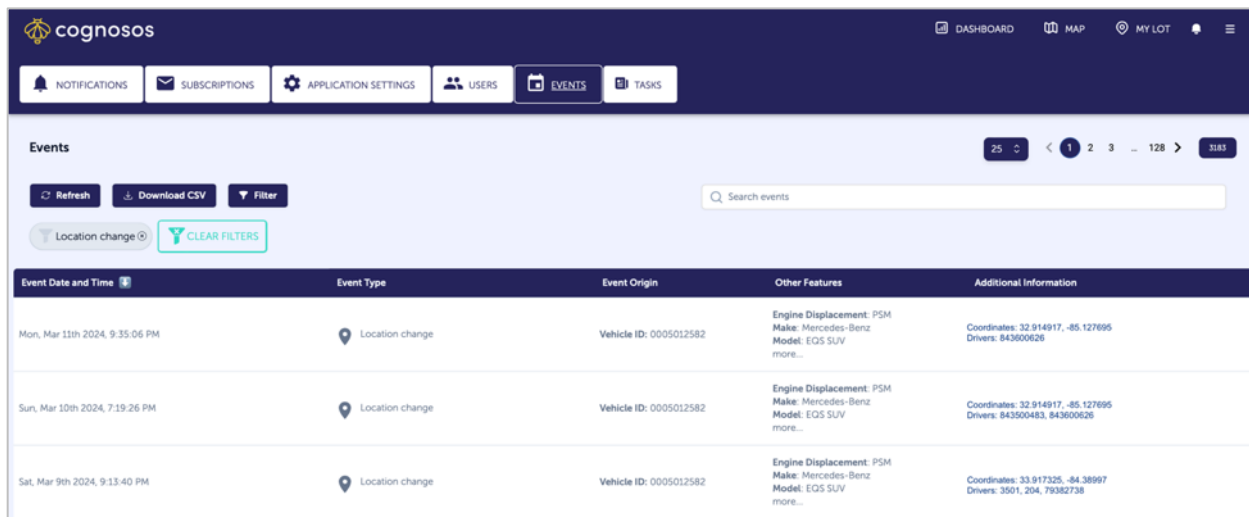 cognosos
DASHBOARD MAP MY LOT
NOTIFICATIONS SUBSCRIPTIONS APPLICATION SETTINGS USERS EVENTS TASKS
Events
25 1 2 3 ... 128 3183
Refresh Download CSV Filter
Search events
Location change CLEAR FILTERS
Event Date and Time Event Type Event Origin Other Features Additional Information
Mon, Mar 11th 2024, 9:35:06 PM Location change Vehicle ID: 0005012582
Engine Displacement: PSM
Make: Mercedes-Benz
Model: EQS SUV
more...
Coordinates: 32.914917, -85.127695
Drivers: 843600626
Sun, Mar 10th 2024, 7:19:26 PM Location change Vehicle ID: 0005012582
Engine Displacement: PSM
Make: Mercedes-Benz
Model: EQS SUV
more...
Coordinates: 32.914917, -85.127695
Drivers: 843500483, 843600626
Sat, Mar 9th 2024, 9:13:40 PM Location change Vehicle ID: 0005012582
Engine Displacement: PSM
Make: Mercedes-Benz
Model: EQS SUV
more...
Coordinates: 33.917325, -84.38997
Drivers: 3501, 204, 79382738